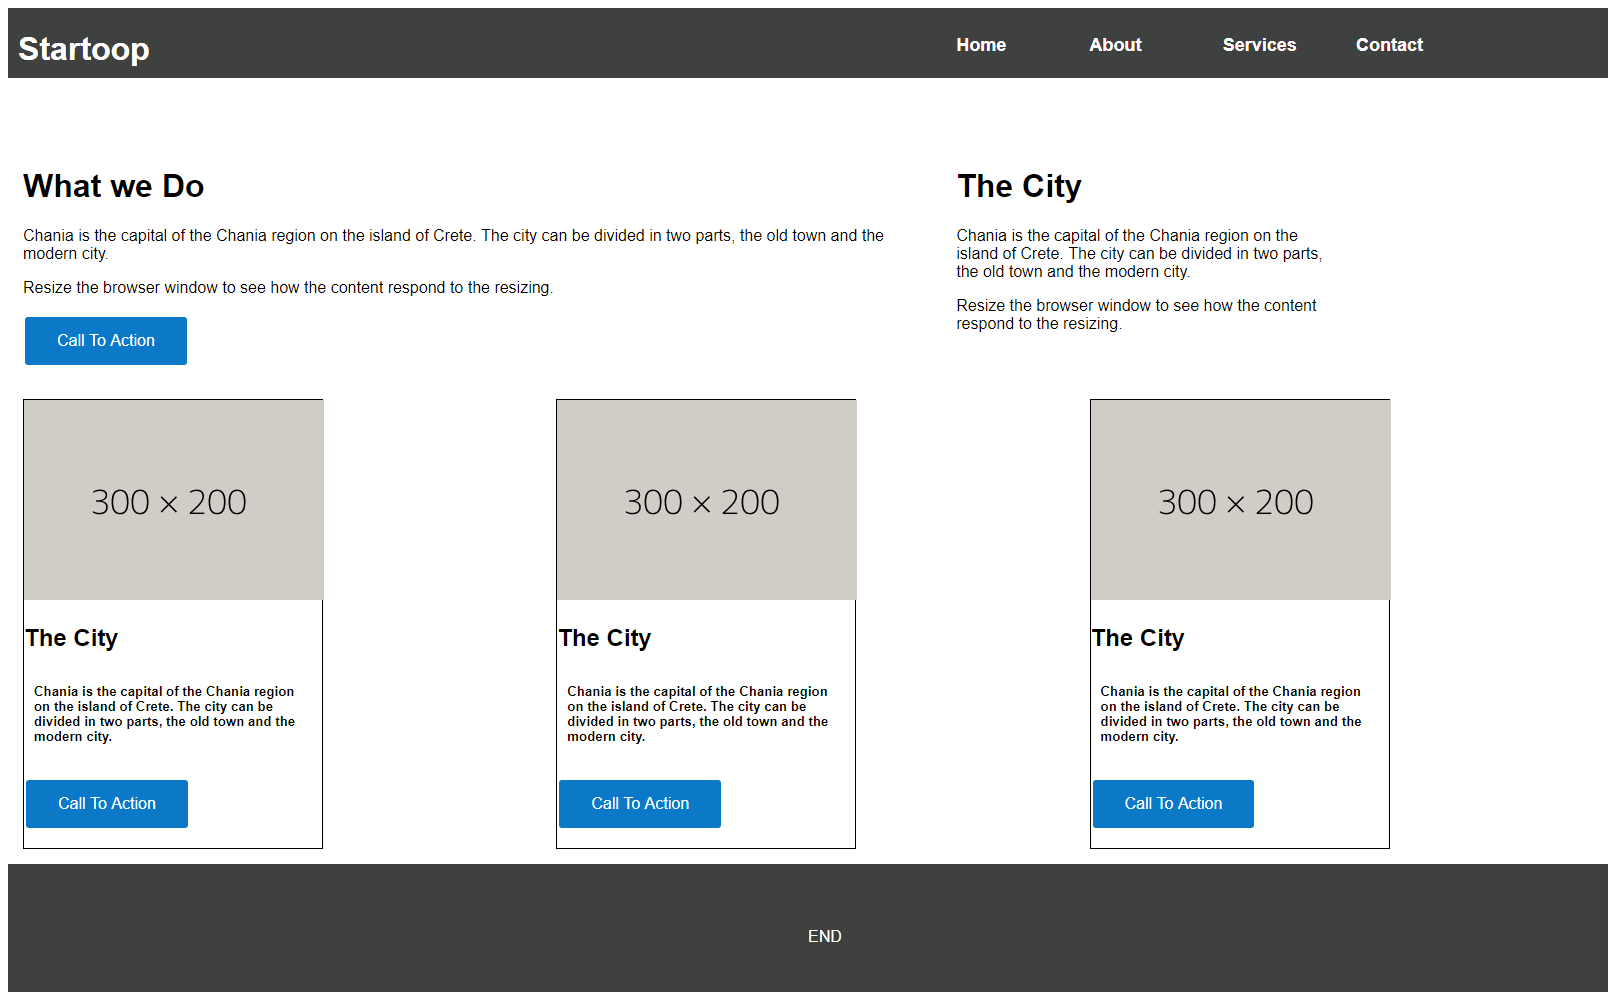 Startoop
Home
About
Services
Contact
What we Do
Chania is the capital of the Chania region on the island of Crete. The city can be divided in two parts, the old town and the
modern city.
Resize the browser window to see how the content respond to the resizing.
Call To Action
The City
Chania is the capital of the Chania region on the
island of Crete. The city can be divided in two parts,
the old town and the modern city.
Resize the browser window to see how the content
respond to the resizing.
300 × 200
The City
Chania is the capital of the Chania region
on the island of Crete. The city can be
divided in two parts, the old town and the
modern city.
Call To Action
300 × 200
The City
Chania is the capital of the Chania region
on the island of Crete. The city can be
divided in two parts, the old town and the
modern city.
Call To Action
300 × 200
The City
Chania is the capital of the Chania region
on the island of Crete. The city can be
divided in two parts, the old town and the
modern city.
Call To Action
END